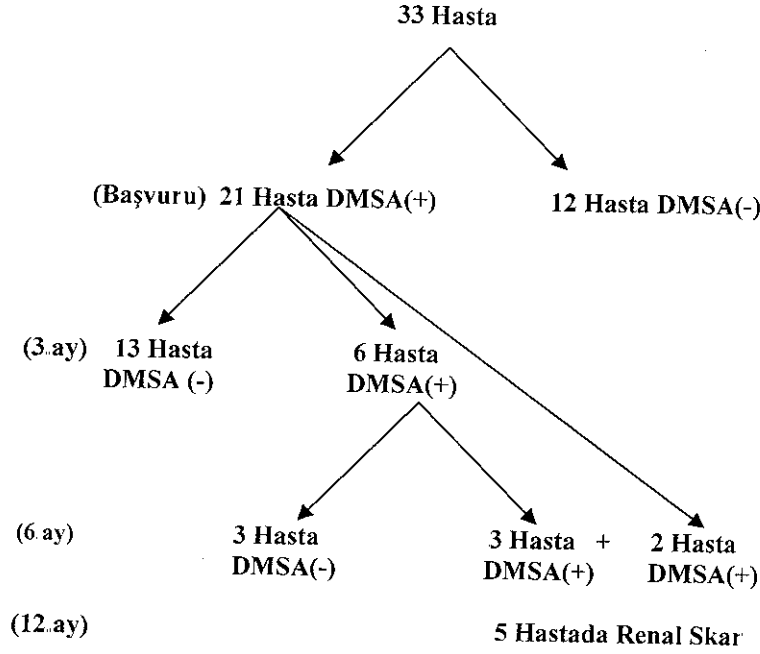 33 Hasta
(Başvuru) 21 Hasta DMSA(+) 12 Hasta DMSA(-)
(3.ay) 13 Hasta 6 Hasta
DMSA (-) DMSA(+)
(6.ay) 3 Hasta 3 Hasta + 2 Hasta
DMSA(-) DMSA(+) DMSA(+)
(12.ay) 5 Hastada Renal Skar